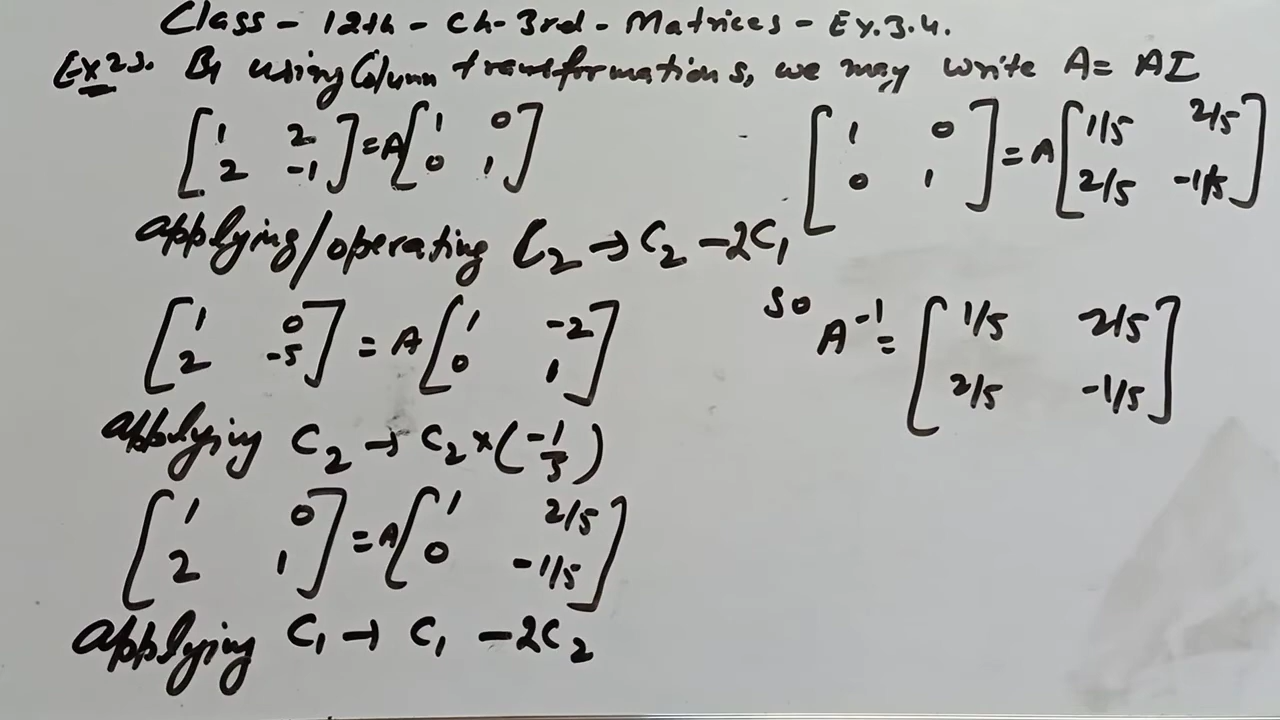 Class - 12th - Ch- 3rd - Matrices - Ex.3.4.
Ex 23. By using Column transformations, we may write A = AI
[1 2
2 -1] = A[1 0
0 1]
Applying/operating C₂ → C₂ - 2C₁
[1 0
2 -5] = A[1 -2
0 1]
Applying C₂ → C₂ × (-1/5)
[1 0
2 1] = A[1 2/5
0 -1/5]
Applying C₁ → C₁ - 2C₂
[1 0
0 1] = A[1/5 2/5
2/5 -1/5]
So A⁻¹ = [1/5 2/5
2/5 -1/5]